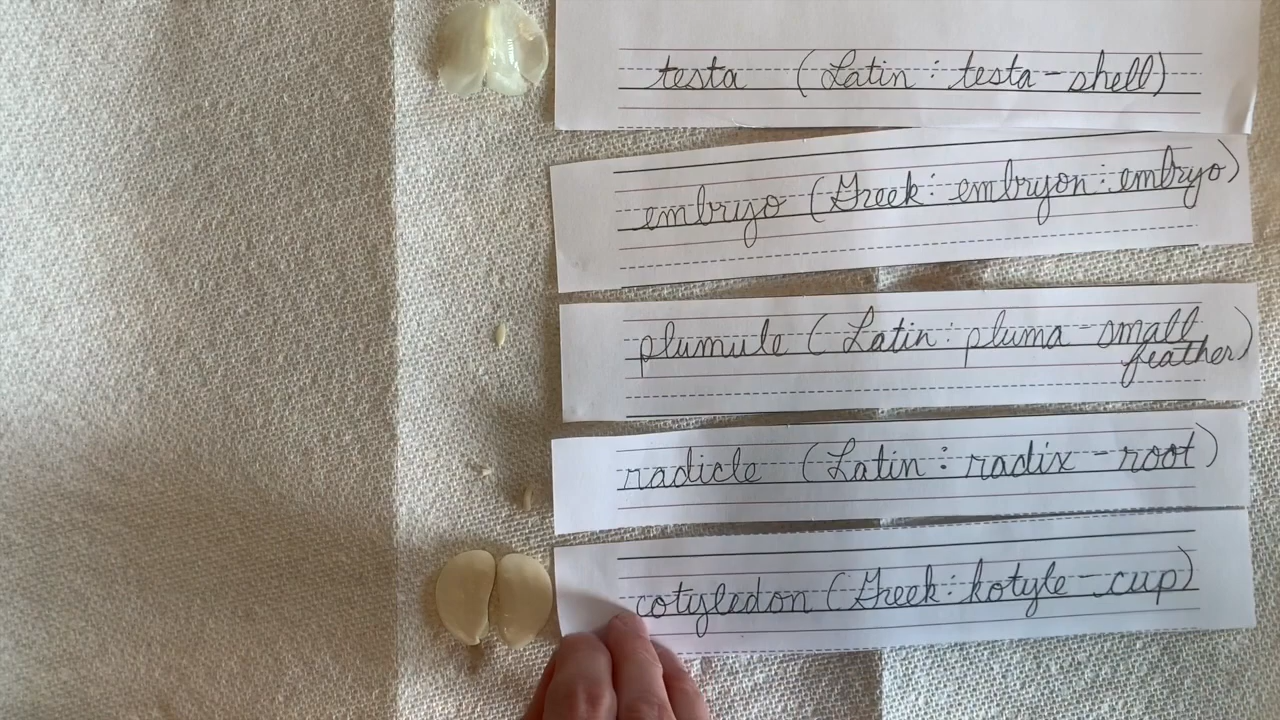 testa (Latin: testa - shell)
embryo (Greek: embryon: embryo)
plumule (Latin: pluma - small
feather)
radicle (Latin: radix - root)
cotyledon (Greek: kotyle - cup)